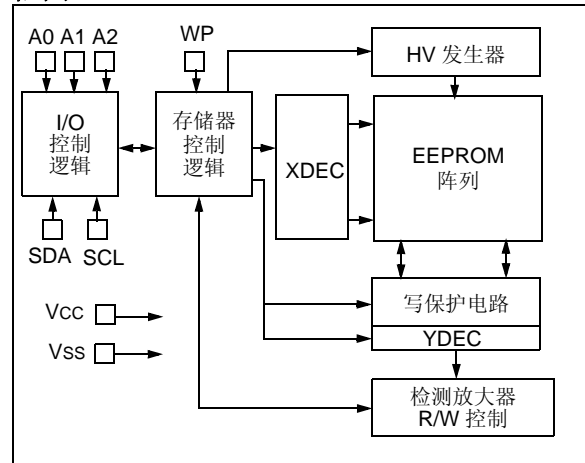 A0 A1 A2
WP
HV 发生器
I/O
控制
逻辑
存储器
控制
逻辑
XDEC
EEPROM
阵列
SDA
SCL
VCC
VSS
写保护电路
YDEC
检测放大器
R/W 控制